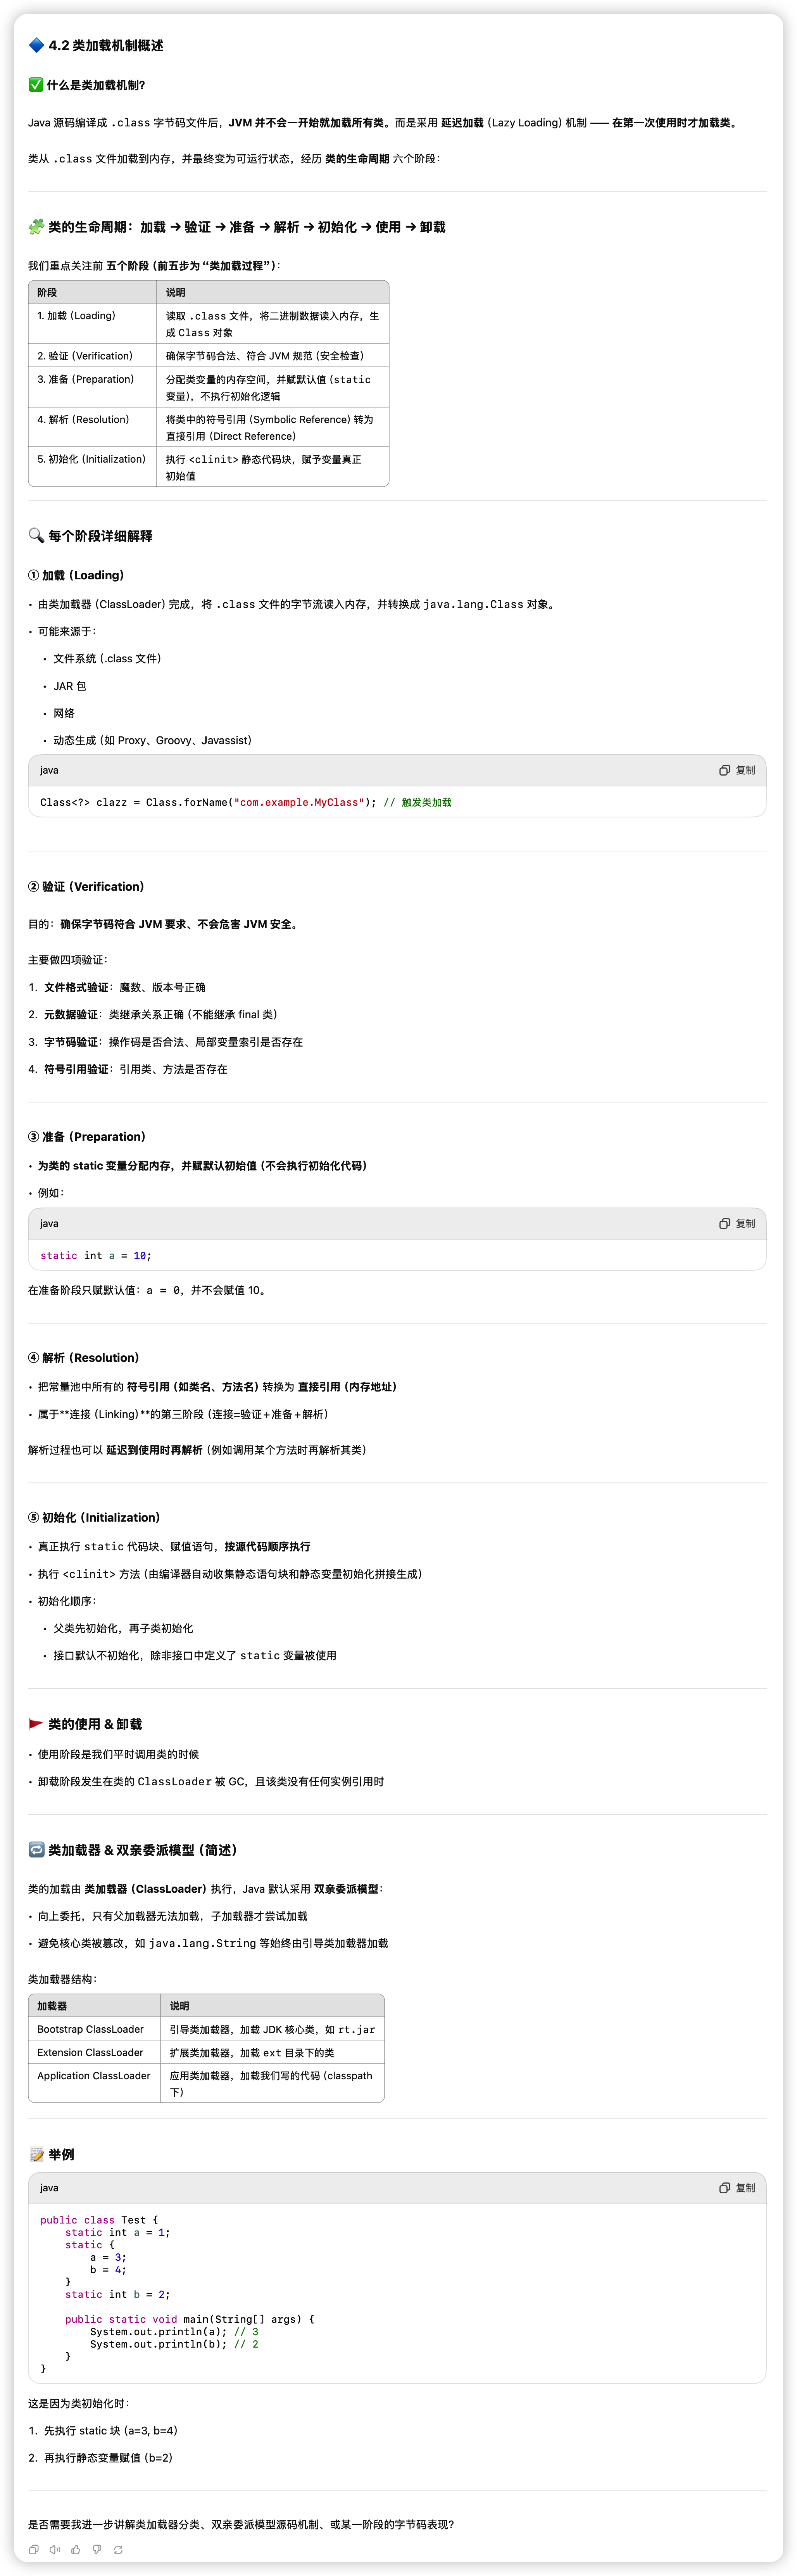 🔷 4.2 类加载机制概述
✅ 什么是类加载机制？
Java 源码编译成 .class 字节码文件后，JVM 并不会一开始就加载所有类。而是采用 延迟加载（Lazy Loading）机制 —— 在第一次使用时才加载类。
类从 .class 文件加载到内存，并最终变为可运行状态，经历 类的生命周期 六个阶段：
🧩 类的生命周期：加载 → 验证 → 准备 → 解析 → 初始化 → 使用 → 卸载
我们重点关注前 五个阶段（前五步为“类加载过程”）：
阶段 说明
1. 加载（Loading） 读取 .class 文件，将二进制数据读入内存，生
成 Class 对象
2. 验证（Verification） 确保字节码合法、符合 JVM 规范（安全检查）
3. 准备（Preparation） 分配类变量的内存空间，并赋默认值（static
变量），不执行初始化逻辑
4. 解析（Resolution） 将类中的符号引用（Symbolic Reference）转为
直接引用（Direct Reference）
5. 初始化（Initialization） 执行 <clinit> 静态代码块，赋予变量真正
初始值
🔍 每个阶段详细解释
① 加载（Loading）
• 由类加载器（ClassLoader）完成，将 .class 文件的字节流读入内存，并转换成 java.lang.Class 对象。
• 可能来源于：
• 文件系统（.class 文件）
• JAR 包
• 网络
• 动态生成（如 Proxy、Groovy、Javassist）
java 复制
Class<?> clazz = Class.forName("com.example.MyClass"); // 触发类加载
② 验证（Verification）
目的：确保字节码符合 JVM 要求、不会危害 JVM 安全。
主要做四项验证：
1. 文件格式验证：魔数、版本号正确
2. 元数据验证：类继承关系正确（不能继承 final 类）
3. 字节码验证：操作码是否合法、局部变量索引是否存在
4. 符号引用验证：引用类、方法是否存在
③ 准备（Preparation）
• 为类的 static 变量分配内存，并赋默认初始值（不会执行初始化代码）
• 例如：
java 复制
static int a = 10;
在准备阶段只赋默认值：a = 0，并不会赋值 10。
④ 解析（Resolution）
• 把常量池中所有的 符号引用（如类名、方法名）转换为 直接引用（内存地址）
• 属于**连接（Linking）**的第三阶段（连接=验证＋准备＋解析）
解析过程也可以 延迟到使用时再解析（例如调用某个方法时再解析其类）
⑤ 初始化（Initialization）
• 真正执行 static 代码块、赋值语句，按源代码顺序执行
• 执行 <clinit> 方法（由编译器自动收集静态语句块和静态变量初始化拼接生成）
• 初始化顺序：
• 父类先初始化，再子类初始化
• 接口默认不初始化，除非接口中定义了 static 变量被使用
🚩 类的使用 & 卸载
• 使用阶段是我们平时调用类的时候
• 卸载阶段发生在类的 ClassLoader 被 GC，且该类没有任何实例引用时
🔁 类加载器 & 双亲委派模型（简述）
类的加载由 类加载器（ClassLoader）执行，Java 默认采用 双亲委派模型：
• 向上委托，只有父加载器无法加载，子加载器才尝试加载
• 避免核心类被篡改，如 java.lang.String 等始终由引导类加载器加载
类加载器结构：
加载器 说明
Bootstrap ClassLoader 引导类加载器，加载 JDK 核心类，如 rt.jar
Extension ClassLoader 扩展类加载器，加载 ext 目录下的类
Application ClassLoader 应用类加载器，加载我们写的代码（classpath
下）
📝 举例
java 复制
public class Test {
    static int a = 1;
    static {
        a = 3;
        b = 4;
    }
    static int b = 2;
    public static void main(String[] args) {
        System.out.println(a); // 3
        System.out.println(b); // 2
    }
}
这是因为类初始化时：
1. 先执行 static 块（a=3, b=4）
2. 再执行静态变量赋值（b=2）
是否需要我进一步讲解类加载器分类、双亲委派模型源码机制、或某一阶段的字节码表现？